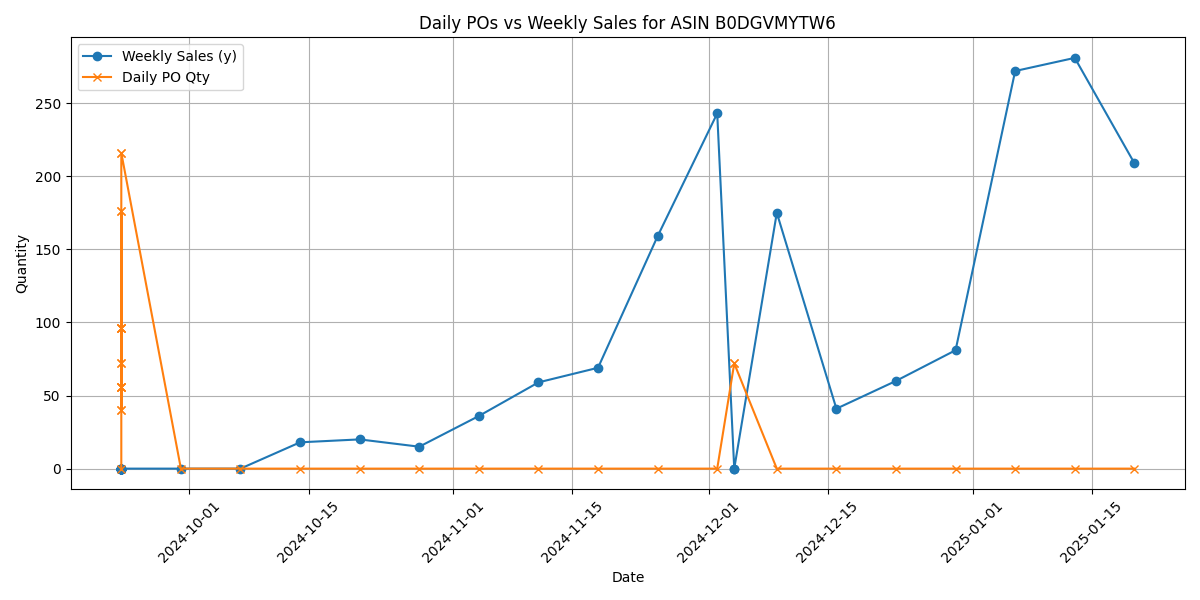 Daily POs vs Weekly Sales for ASIN B0DGVMYTW6
Weekly Sales (y)
Daily PO Qty
Quantity
250
200
150
100
50
0
2024-10-01
2024-10-15
2024-11-01
2024-11-15
2024-12-01
2024-12-15
2025-01-01
2025-01-15
Date